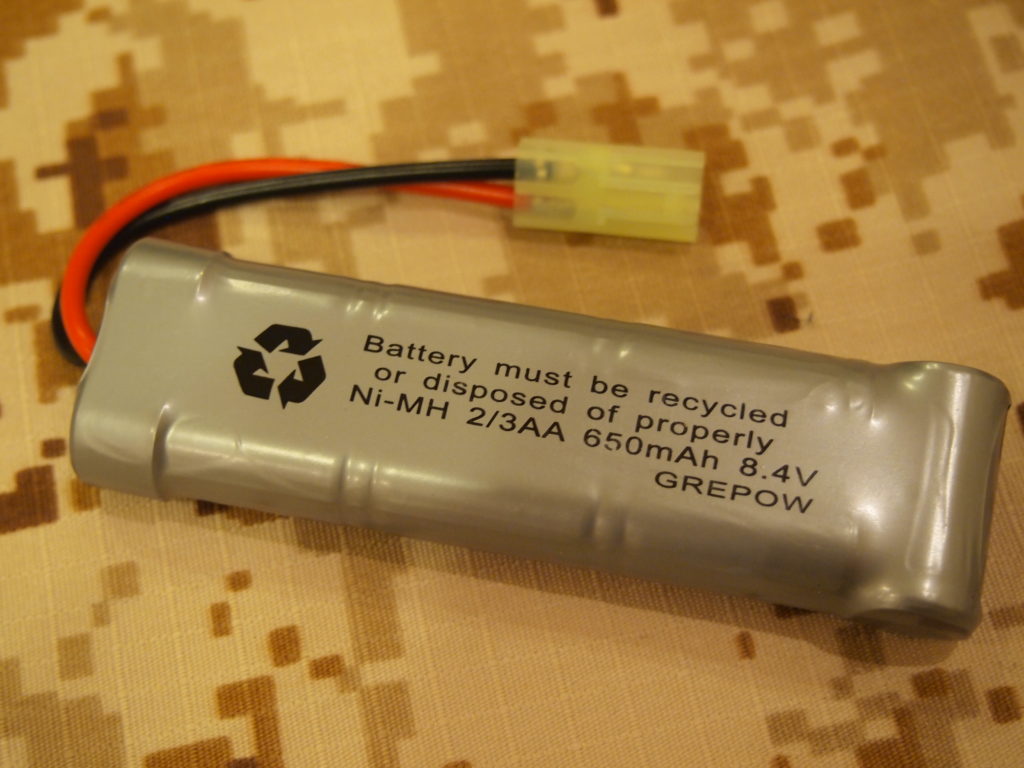 Battery must be recycled
or disposed of properly
Ni-MH 2/3AA 650mAh 8.4V
GREPOW